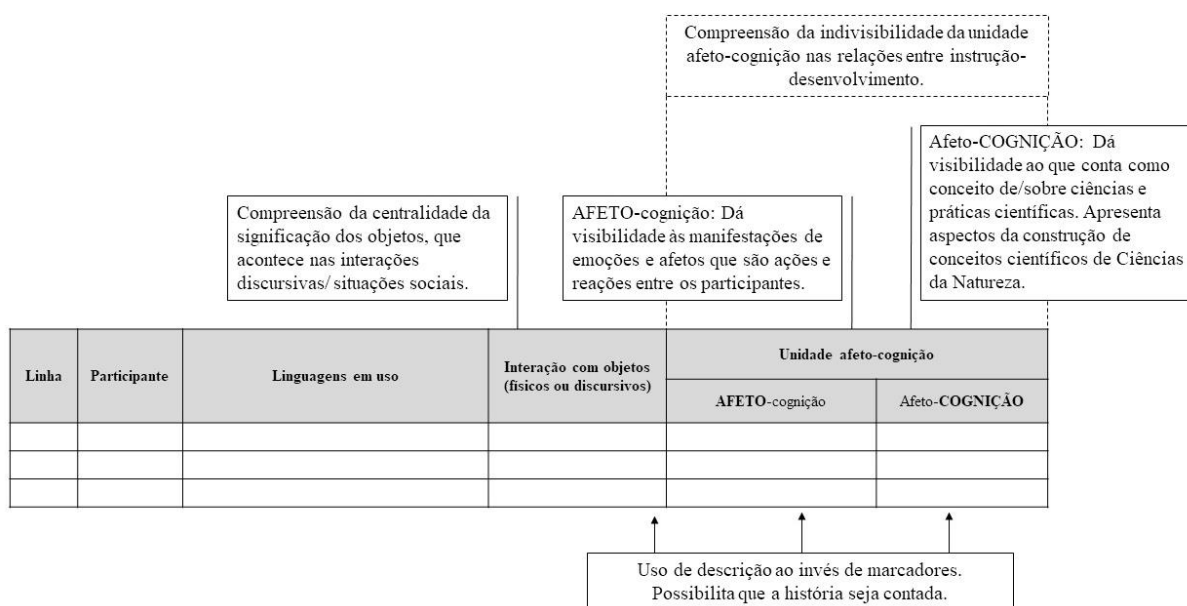 Compreensão da indivisibilidade da unidade
afeto-cognição nas relações entre instrução-
desenvolvimento.
Compreensão da centralidade da
significação dos objetos, que
acontece nas interações
discursivas/ situações sociais.
AFETO-cognição: Dá
visibilidade às manifestações de
emoções e afetos que são ações e
reações entre os participantes.
Afeto-COGNIÇÃO: Dá
visibilidade ao que conta como
conceito de/sobre ciências e
práticas científicas. Apresenta
aspectos da construção de
conceitos científicos de Ciências
da Natureza.
Linha
Participante
Linguagens em uso
Interação com objetos
(físicos ou discursivos)
Unidade afeto-cognição
AFETO-cognição
Afeto-COGNIÇÃO
Uso de descrição ao invés de marcadores.
Possibilita que a história seja contada.